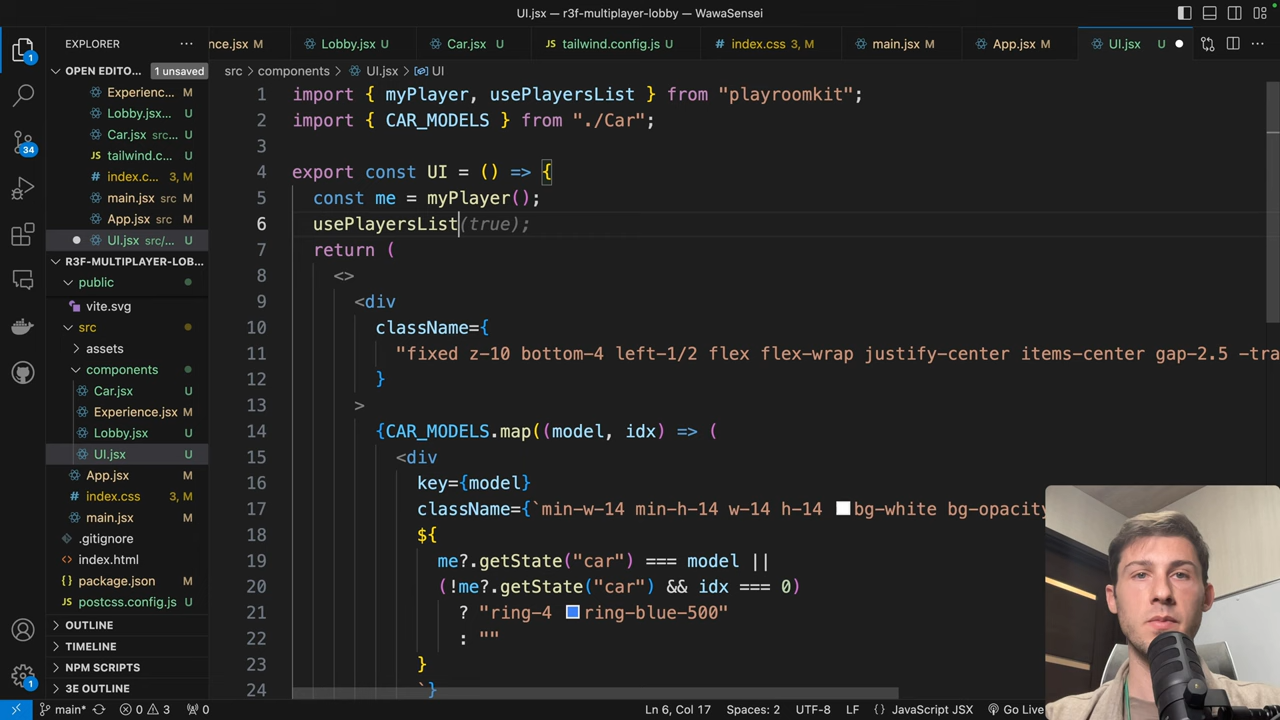 UI.jsx — r3f-multiplayer-lobby — WawaSensei
EXPLORER
nce.jsx M
Lobby.jsx U
Car.jsx U
tailwind.config.js U
index.css 3, M
main.jsx M
App.jsx M
UI.jsx U
OPEN EDITO... 1 unsaved
Experienc... M
Lobby.jsx... U
Car.jsx src... U
tailwind.c... U
index.c... 3, M
main.jsx src M
App.jsx src M
UI.jsx src/... U
R3F-MULTIPLAYER-LOB...
public
vite.svg
src
assets
components
Car.jsx U
Experience.jsx M
Lobby.jsx U
UI.jsx U
App.jsx M
index.css 3, M
main.jsx M
.gitignore
index.html
package.json M
postcss.config.js U
OUTLINE
TIMELINE
NPM SCRIPTS
3E OUTLINE
1
34
1
src > components > UI.jsx > UI
1 import { myPlayer, usePlayersList } from "playroomkit";
2 import { CAR_MODELS } from "./Car";
3
4 export const UI = () => {
5 const me = myPlayer();
6 usePlayersList(true);
7 return (
8 <>
9 <div
10 className={
11 "fixed z-10 bottom-4 left-1/2 flex flex-wrap justify-center items-center gap-2.5 -tra
12 }
13 >
14 {CAR_MODELS.map((model, idx) => (
15 <div
16 key={model}
17 className={`min-w-14 min-h-14 w-14 h-14 bg-white bg-opacity
18 ${
19 me?.getState("car") === model ||
20 (!me?.getState("car") && idx === 0)
21 ? "ring-4 ring-blue-500"
22 : ""
23 }
24 `}
main* 0 3 0
Ln 6, Col 17 Spaces: 2 UTF-8 LF {} JavaScript JSX Go Live